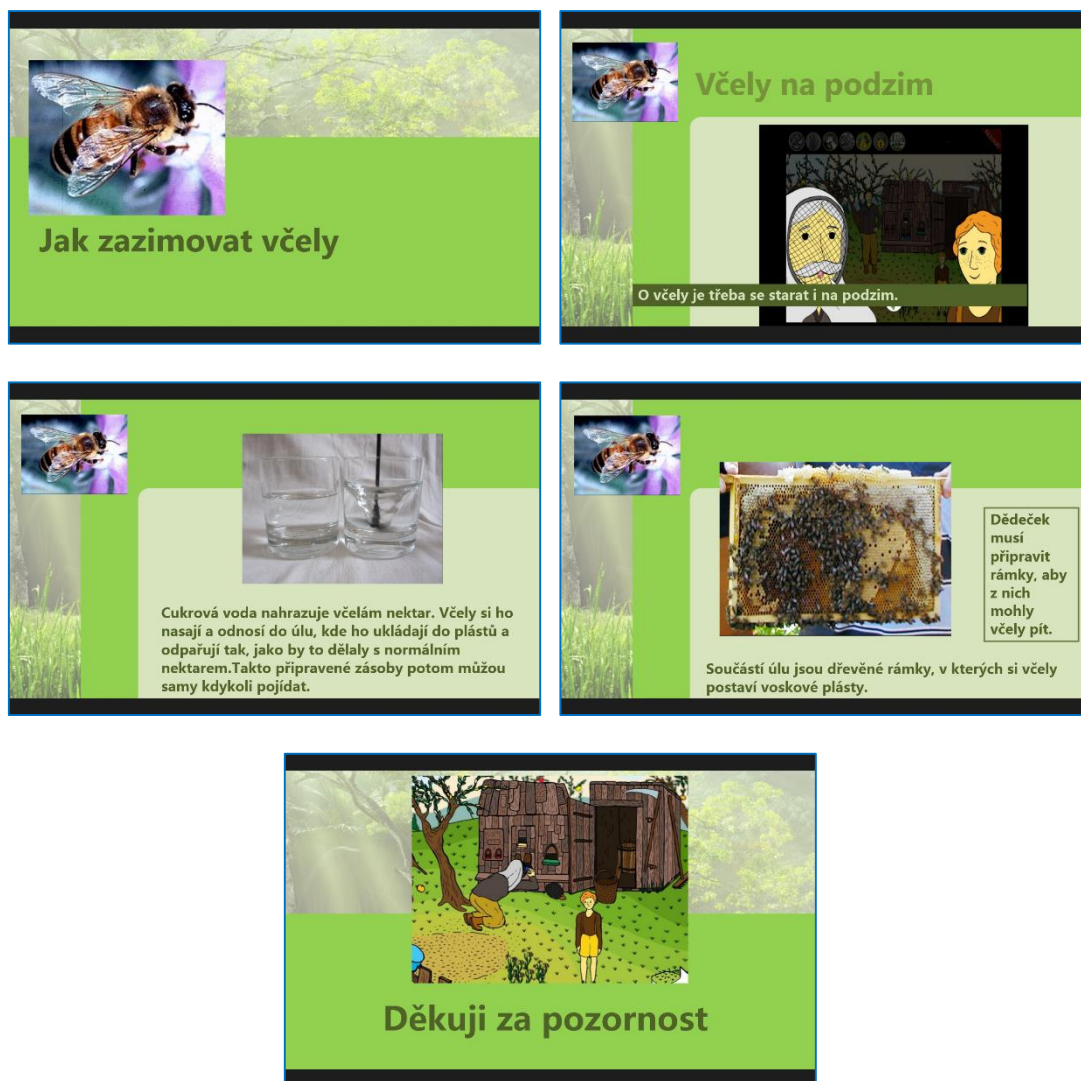 Jak zazimovat včely
Včely na podzim
O včely je třeba se starat i na podzim.
Cukrová voda nahrazuje včelám nektar. Včely si ho
nasají a odnosí do úlu, kde ho ukládají do plástů a
odpařují tak, jako by to dělaly s normálním
nektarem.Takto připravené zásoby potom můžou
samy kdykoli pojídat.
Dědeček
musí
připravit
rámky, aby
z nich
mohly
včely pít.
Součástí úlu jsou dřevěné rámky, v kterých si včely
postaví voskové plásty.
Děkuji za pozornost